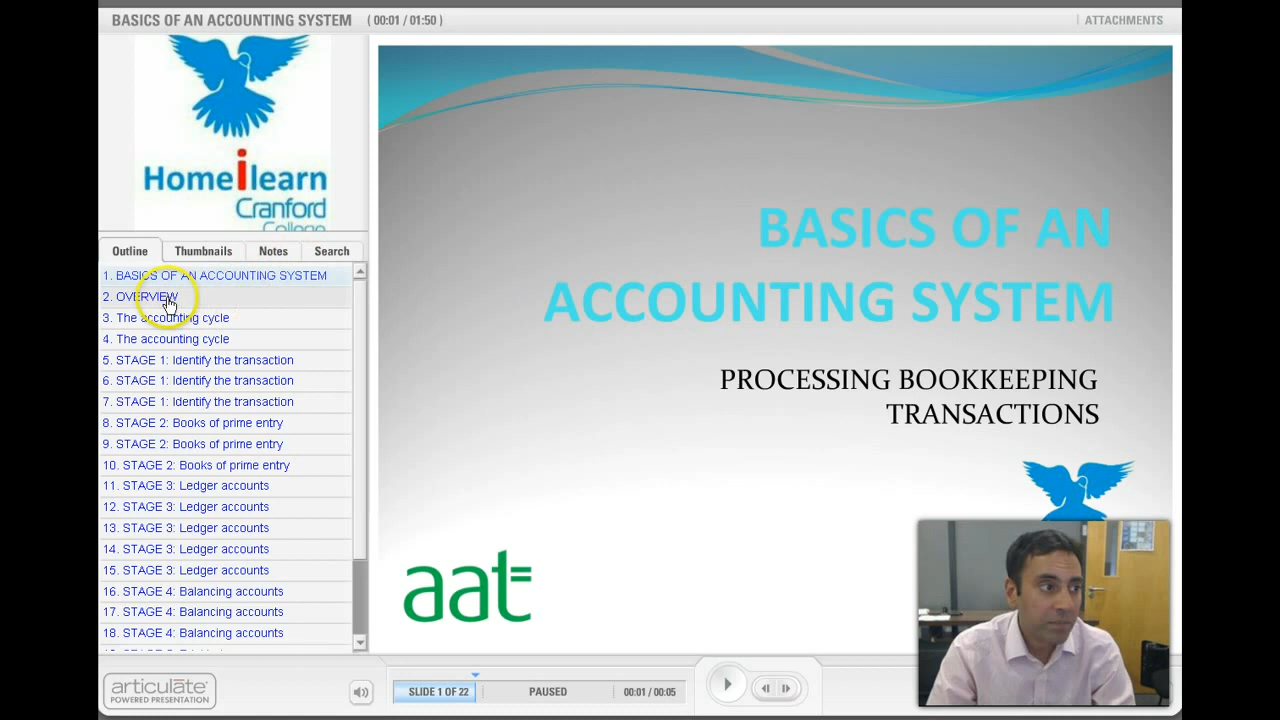 BASICS OF AN ACCOUNTING SYSTEM ( 00:01 / 01:50 )
ATTACHMENTS
Home i learn
Cranford
College
Outline Thumbnails Notes Search
1. BASICS OF AN ACCOUNTING SYSTEM
2. OVERVIEW
3. The accounting cycle
4. The accounting cycle
5. STAGE 1: Identify the transaction
6. STAGE 1: Identify the transaction
7. STAGE 1: Identify the transaction
8. STAGE 2: Books of prime entry
9. STAGE 2: Books of prime entry
10. STAGE 2: Books of prime entry
11. STAGE 3: Ledger accounts
12. STAGE 3: Ledger accounts
13. STAGE 3: Ledger accounts
14. STAGE 3: Ledger accounts
15. STAGE 3: Ledger accounts
16. STAGE 4: Balancing accounts
17. STAGE 4: Balancing accounts
18. STAGE 4: Balancing accounts
BASICS OF AN
ACCOUNTING SYSTEM
PROCESSING BOOKKEEPING
TRANSACTIONS
aat
articulate
POWERED PRESENTATION
SLIDE 1 OF 22 PAUSED 00:01 / 00:05